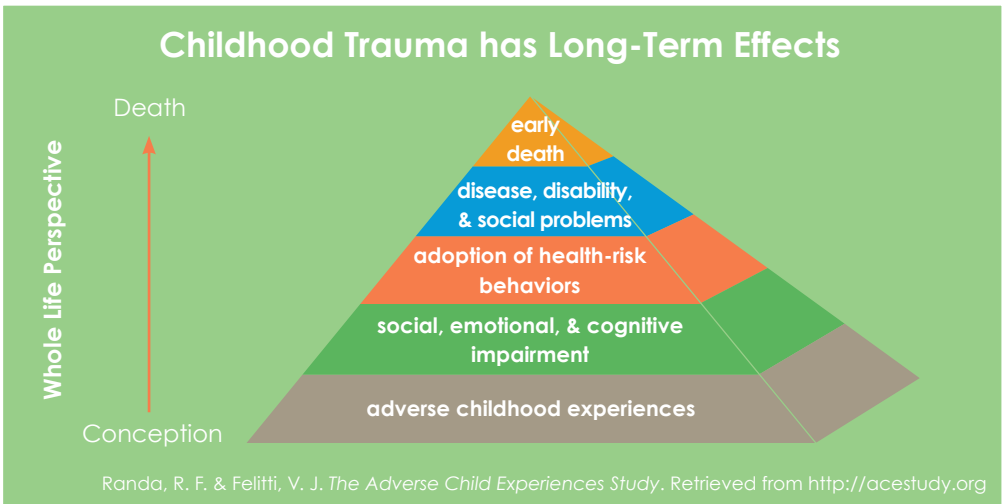 Childhood Trauma has Long-Term Effects
Death
Whole Life Perspective
Conception
early
death
disease, disability,
& social problems
adoption of health-risk
behaviors
social, emotional, & cognitive
impairment
adverse childhood experiences
Randa, R. F. & Felitti, V. J. The Adverse Child Experiences Study. Retrieved from http://acestudy.org